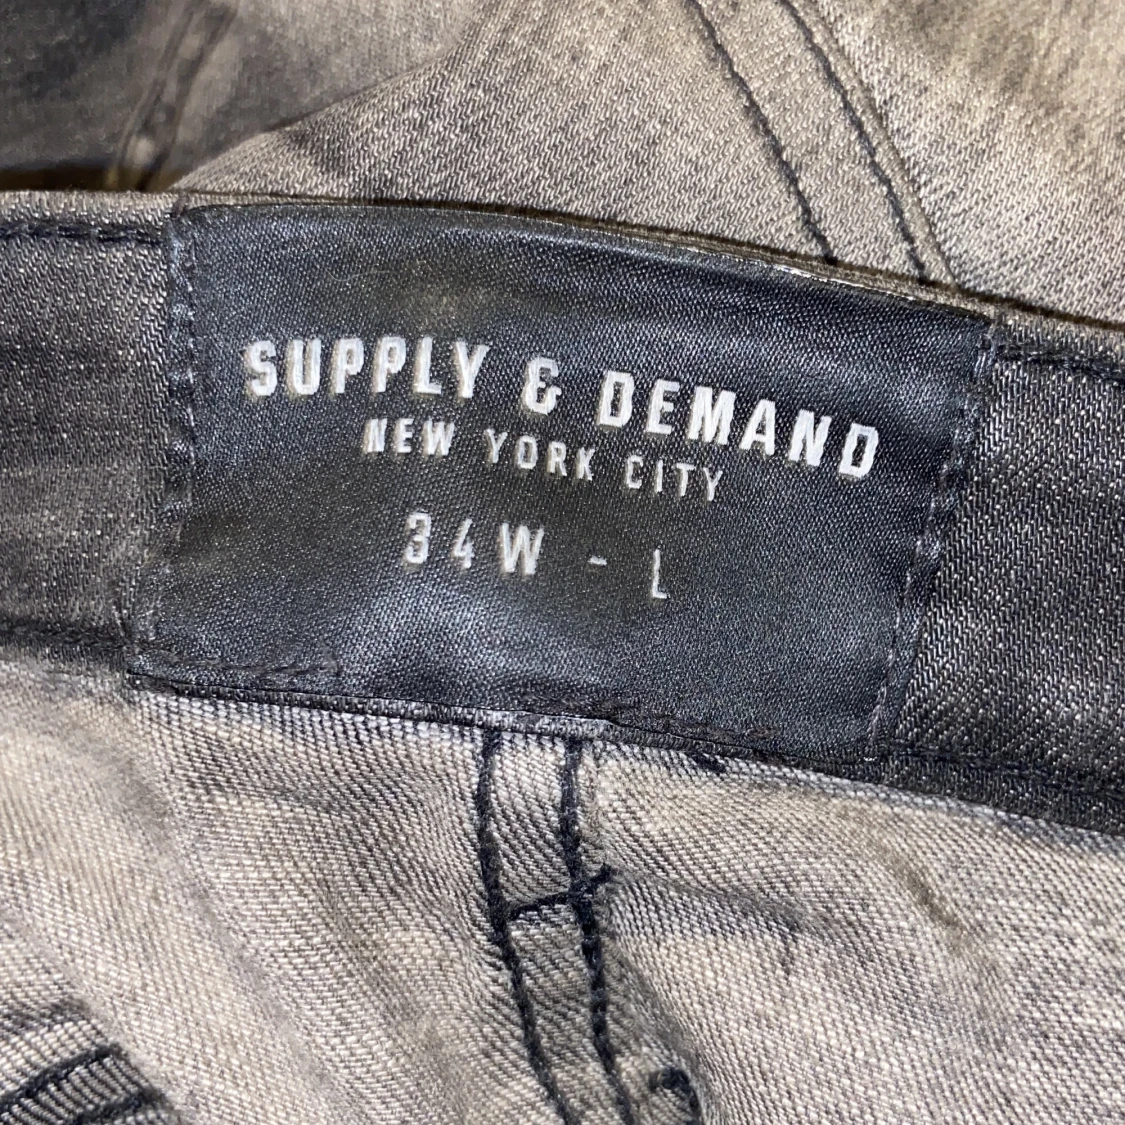 SUPPLY & DEMAND
NEW YORK CITY
34W - L